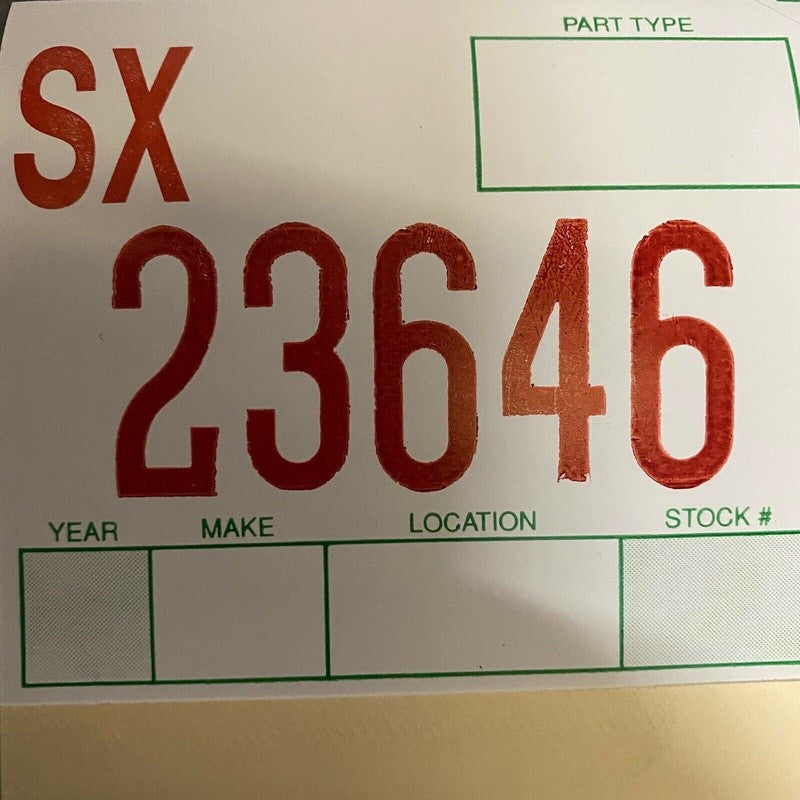 PART TYPE
SX
23646
YEAR MAKE LOCATION STOCK #